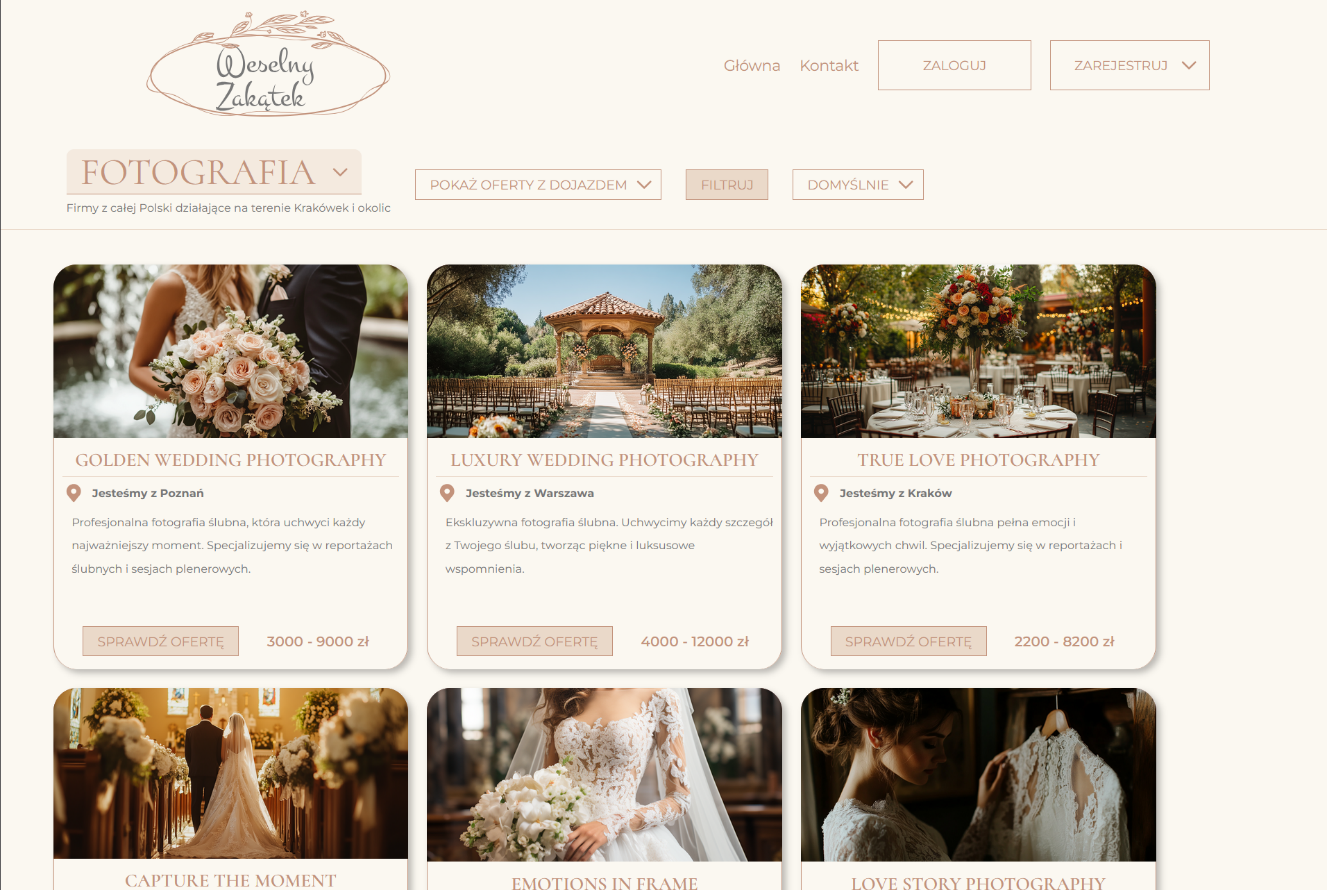 Weselny
Zakątek
Główna Kontakt ZALOGUJ ZAREJESTRUJ
FOTOGRAFIA
POKAŻ OFERTY Z DOJAZDEM FILTRUJ DOMYŚLNIE
Firmy z całej Polski działające na terenie Krakówek i okolic
GOLDEN WEDDING PHOTOGRAPHY
Jesteśmy z Poznań
Profesjonalna fotografia ślubna, która uchwyci każdy
najważniejszy moment. Specjalizujemy się w reportażach
ślubnych i sesjach plenerowych.
SPRAWDŹ OFERTĘ 3000 - 9000 zł
LUXURY WEDDING PHOTOGRAPHY
Jesteśmy z Warszawa
Ekskluzywna fotografia ślubna. Uchwycimy każdy szczegół
z Twojego ślubu, tworząc piękne i luksusowe
wspomnienia.
SPRAWDŹ OFERTĘ 4000 - 12000 zł
TRUE LOVE PHOTOGRAPHY
Jesteśmy z Kraków
Profesjonalna fotografia ślubna pełna emocji i
wyjątkowych chwil. Specjalizujemy się w reportażach i
sesjach plenerowych.
SPRAWDŹ OFERTĘ 2200 - 8200 zł
CAPTURE THE MOMENT
EMOTIONS IN FRAME
LOVE STORY PHOTOGRAPHY